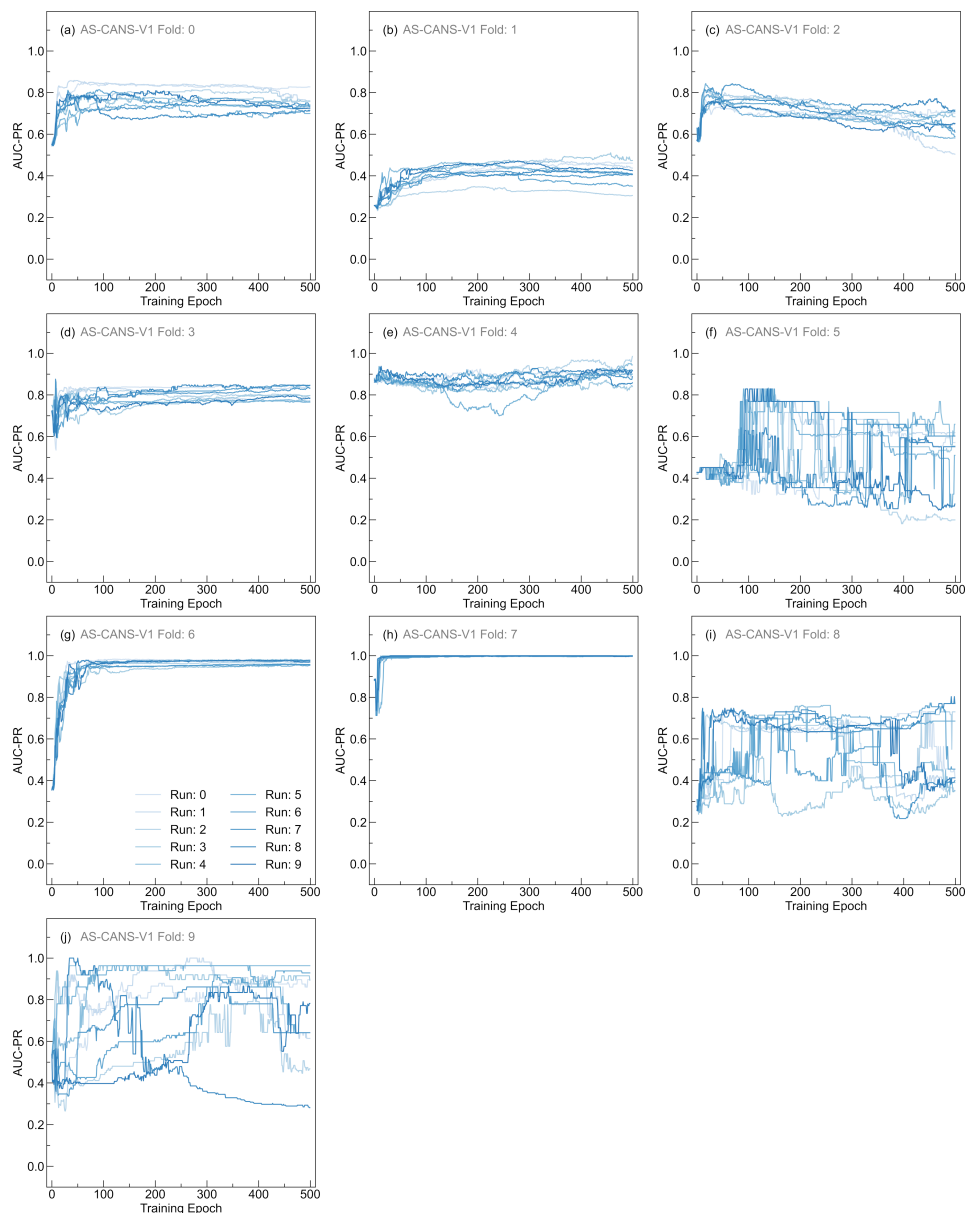 (a) AS-CANS-V1 Fold: 0
1.0
0.8
0.6
0.4
0.2
0.0
AUC-PR
0 100 200 300 400 500
Training Epoch
(b) AS-CANS-V1 Fold: 1
1.0
0.8
0.6
0.4
0.2
0.0
AUC-PR
0 100 200 300 400 500
Training Epoch
(c) AS-CANS-V1 Fold: 2
1.0
0.8
0.6
0.4
0.2
0.0
AUC-PR
0 100 200 300 400 500
Training Epoch
(d) AS-CANS-V1 Fold: 3
1.0
0.8
0.6
0.4
0.2
0.0
AUC-PR
0 100 200 300 400 500
Training Epoch
(e) AS-CANS-V1 Fold: 4
1.0
0.8
0.6
0.4
0.2
0.0
AUC-PR
0 100 200 300 400 500
Training Epoch
(f) AS-CANS-V1 Fold: 5
1.0
0.8
0.6
0.4
0.2
0.0
AUC-PR
0 100 200 300 400 500
Training Epoch
(g) AS-CANS-V1 Fold: 6
1.0
0.8
0.6
0.4
0.2
0.0
AUC-PR
Run: 0 Run: 5
Run: 1 Run: 6
Run: 2 Run: 7
Run: 3 Run: 8
Run: 4 Run: 9
0 100 200 300 400 500
Training Epoch
(h) AS-CANS-V1 Fold: 7
1.0
0.8
0.6
0.4
0.2
0.0
AUC-PR
0 100 200 300 400 500
Training Epoch
(i) AS-CANS-V1 Fold: 8
1.0
0.8
0.6
0.4
0.2
0.0
AUC-PR
0 100 200 300 400 500
Training Epoch
(j) AS-CANS-V1 Fold: 9
1.0
0.8
0.6
0.4
0.2
0.0
AUC-PR
0 100 200 300 400 500
Training Epoch